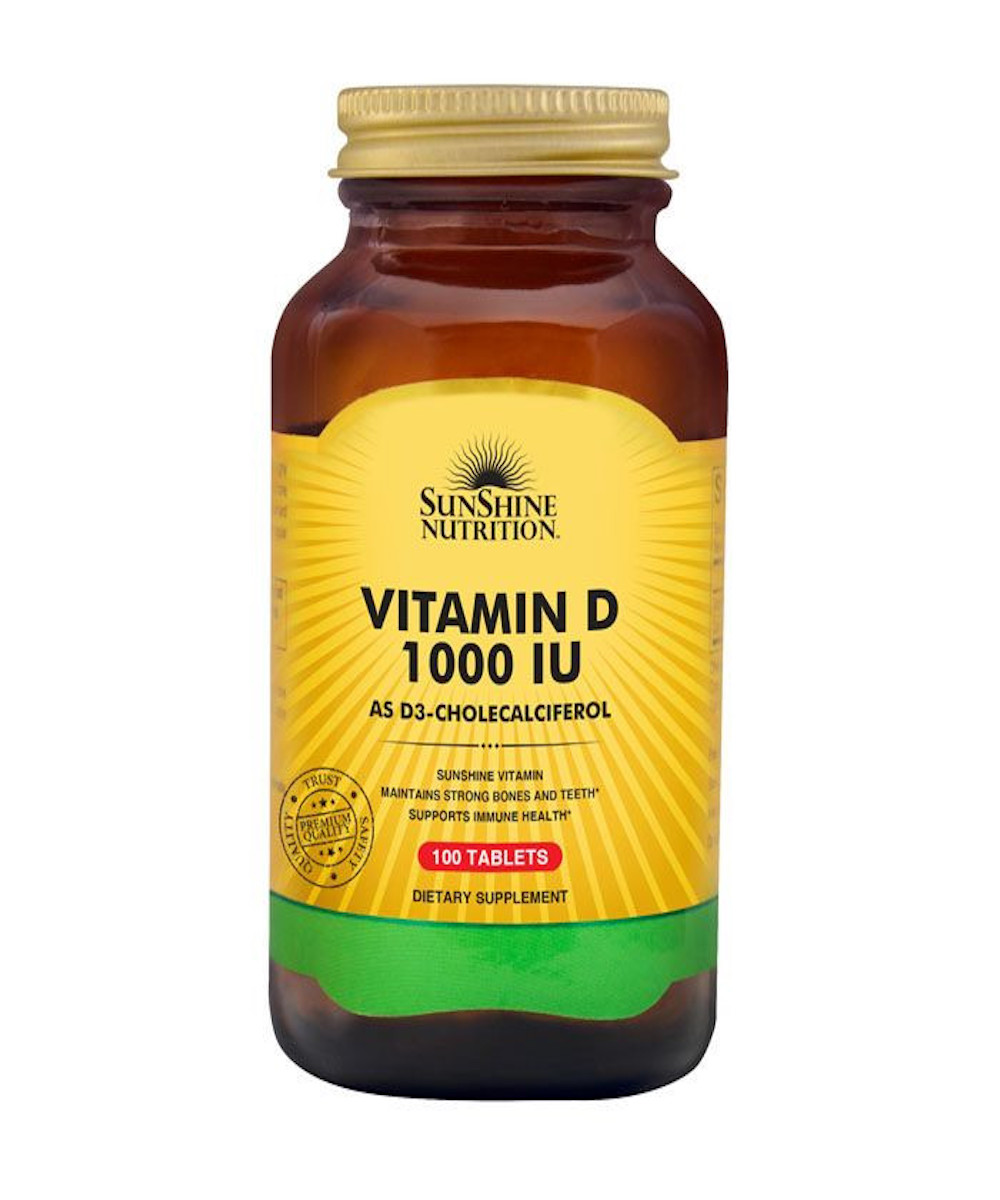 SUNSHINE
NUTRITION
VITAMIN D
1000 IU
AS D3-CHOLECALCIFEROL
SUNSHINE VITAMIN
MAINTAINS STRONG BONES AND TEETH*
SUPPORTS IMMUNE HEALTH*
TRUST
PREMIUM
QUALITY
SAFETY
QUALITY
100 TABLETS
DIETARY SUPPLEMENT